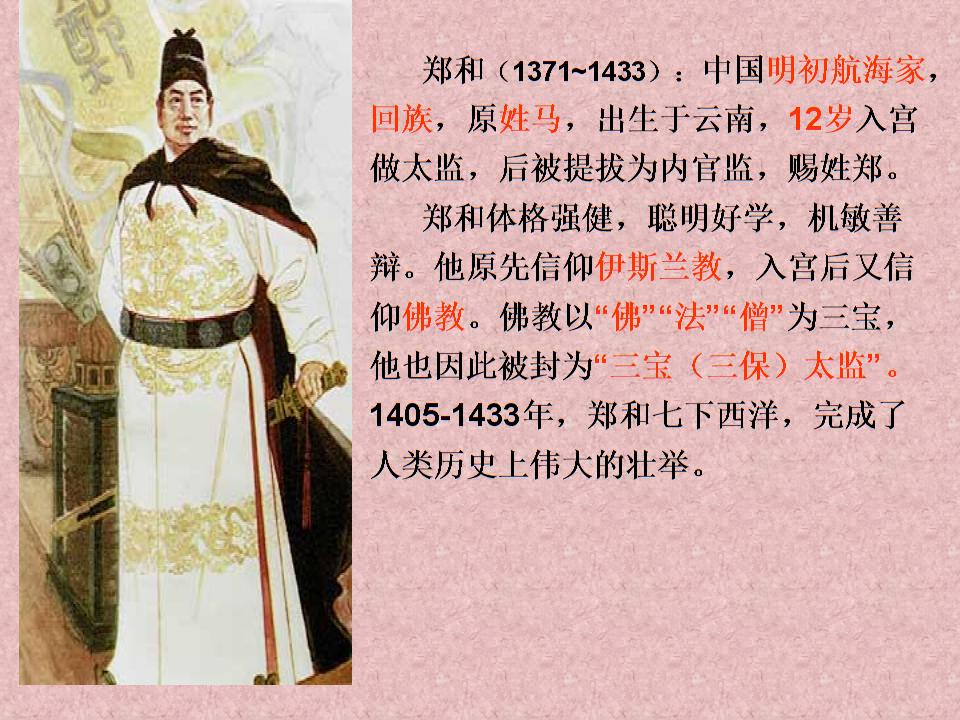 郑和（1371~1433）：中国明初航海家，
回族，原姓马，出生于云南，12岁入宫
做太监，后被提拔为内官监，赐姓郑。
郑和体格强健，聪明好学，机敏善
辩。他原先信仰伊斯兰教，入宫后又信
仰佛教。佛教以“佛”“法”“僧”为三宝，
他也因此被封为“三宝（三保）太监”。
1405-1433年，郑和七下西洋，完成了
人类历史上伟大的壮举。